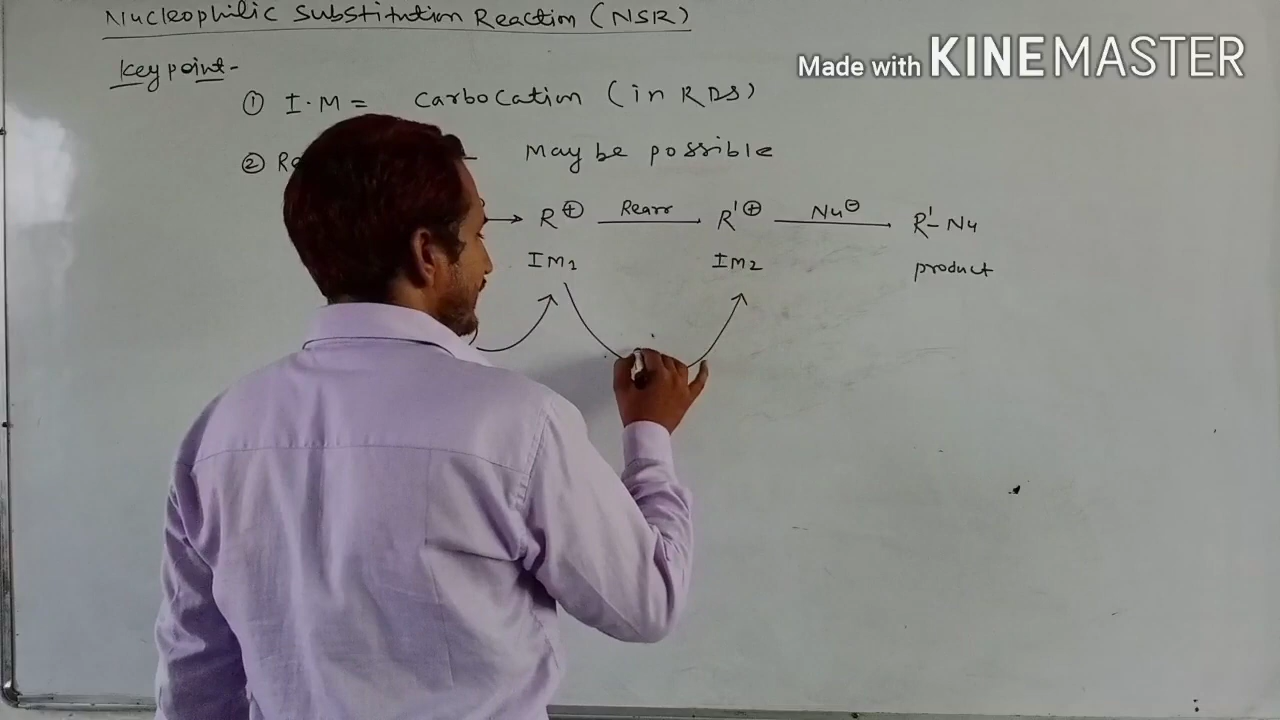 Nucleophilic Substitution Reaction (NSR)
Made with KINEMASTER
Key point-
① I.M = Carbocation (in RDS)
② May be possible
→ R⊕ Rearr R'⊕ Nu⊖ R'-Nu
IM1 IM2 product